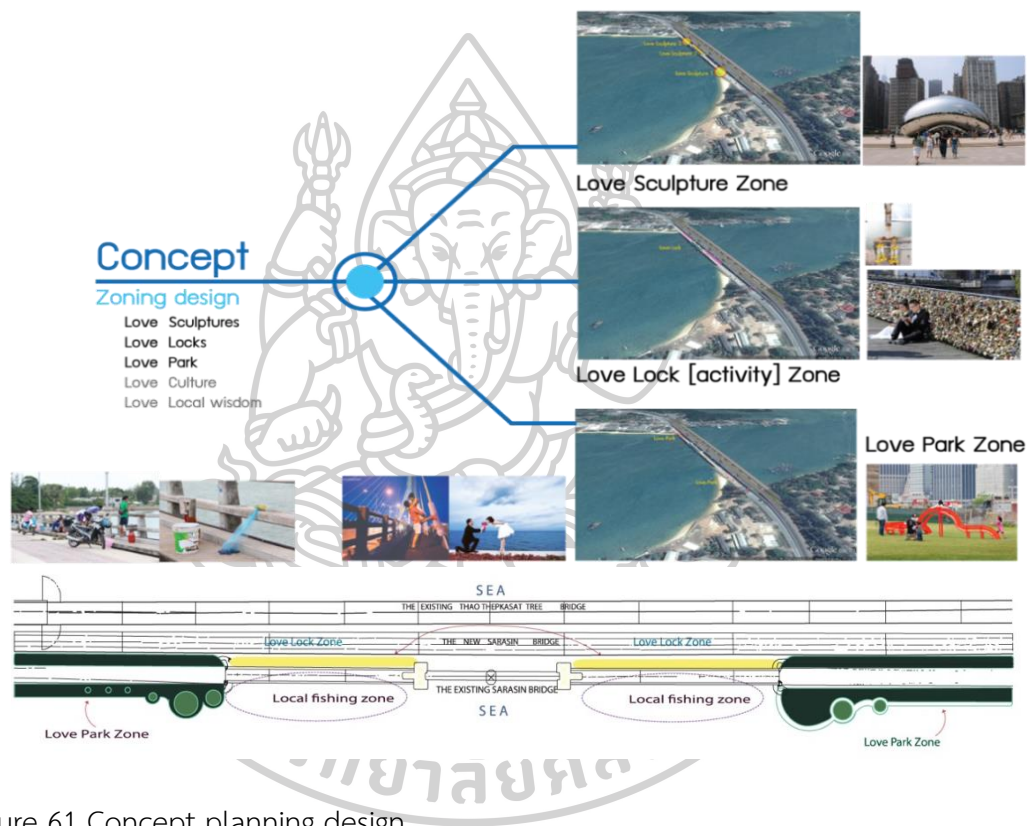 Concept
Zoning design
Love Sculptures
Love Locks
Love Park
Love Culture
Love Local wisdom
Love Sculpture Zone
Love Lock [activity] Zone
Love Park Zone
SEA
THE EXISTING THAO THEPKASAT TREE BRIDGE
Love Lock Zone
THE NEW SARASIN BRIDGE
Love Lock Zone
Local fishing zone
THE EXISTING SARASIN BRIDGE
Local fishing zone
SEA
Love Park Zone
Love Park Zone
ure 61 Concept planning design